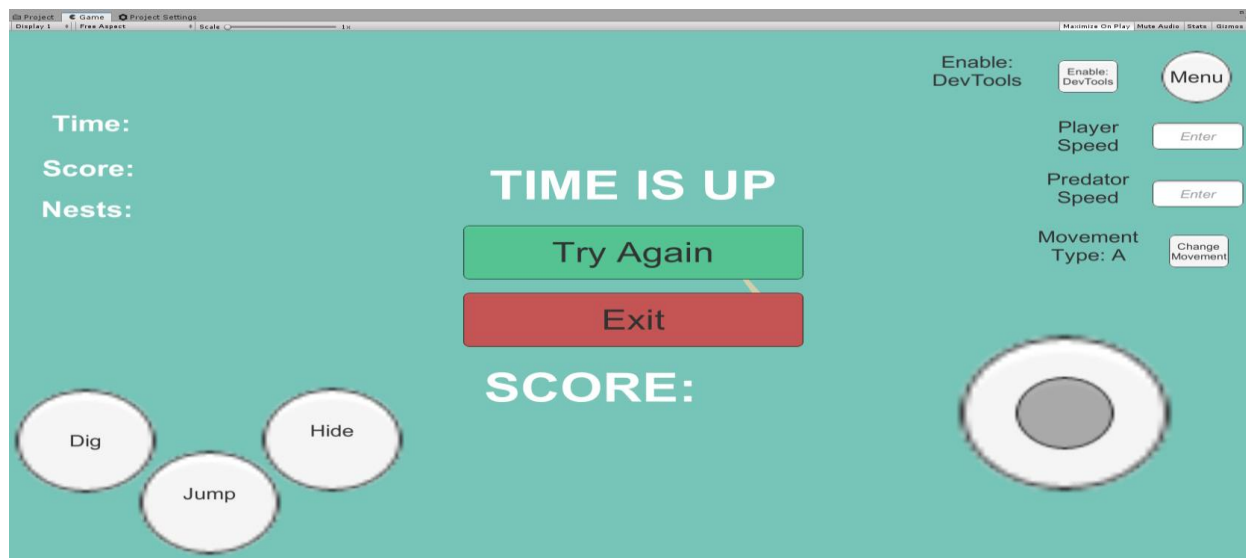 Project Game Project Settings
Display 1 Free Aspect Scale 1x Maximize On Play Mute Audio Stats Gizmos
Enable:
DevTools
Enable:
DevTools
Menu
Time:
Score:
Nests:
Player
Speed
Enter
Predator
Speed
Enter
Movement
Type: A
Change
Movement
TIME IS UP
Try Again
Exit
SCORE:
Dig
Jump
Hide